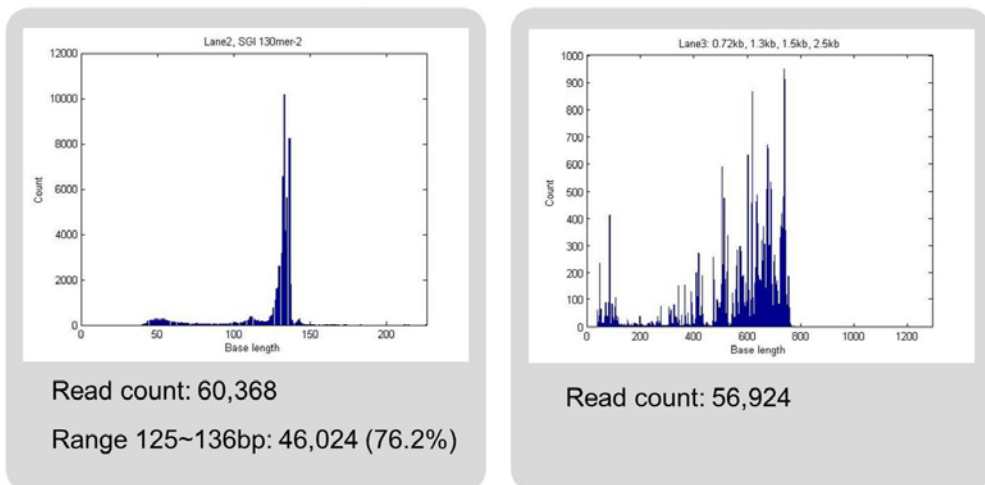 Lane2, SGI 130mer-2
12000
10000
8000
6000
4000
2000
0
Count
0 50 100 150 200
Base length
Read count: 60,368
Range 125~136bp: 46,024 (76.2%)
Lane3: 0.72kb, 1.3kb, 1.5kb, 2.5kb
1000
900
800
700
600
500
400
300
200
100
0
Count
0 200 400 600 800 1000 1200
Base length
Read count: 56,924